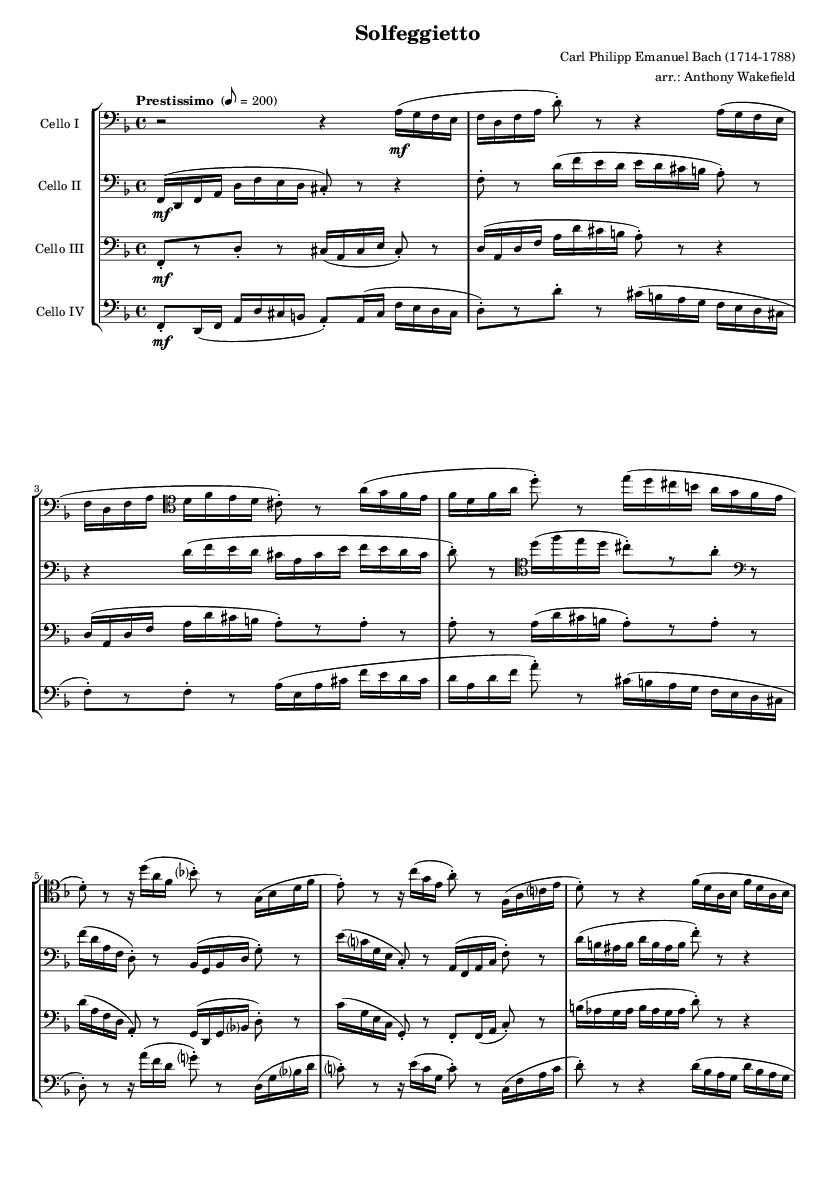 Solfeggietto
Carl Philipp Emanuel Bach (1714-1788)
arr.: Anthony Wakefield
Prestissimo (♪ = 200)
Cello I
mf
Cello II
mf
Cello III
mf
Cello IV
mf
3
5